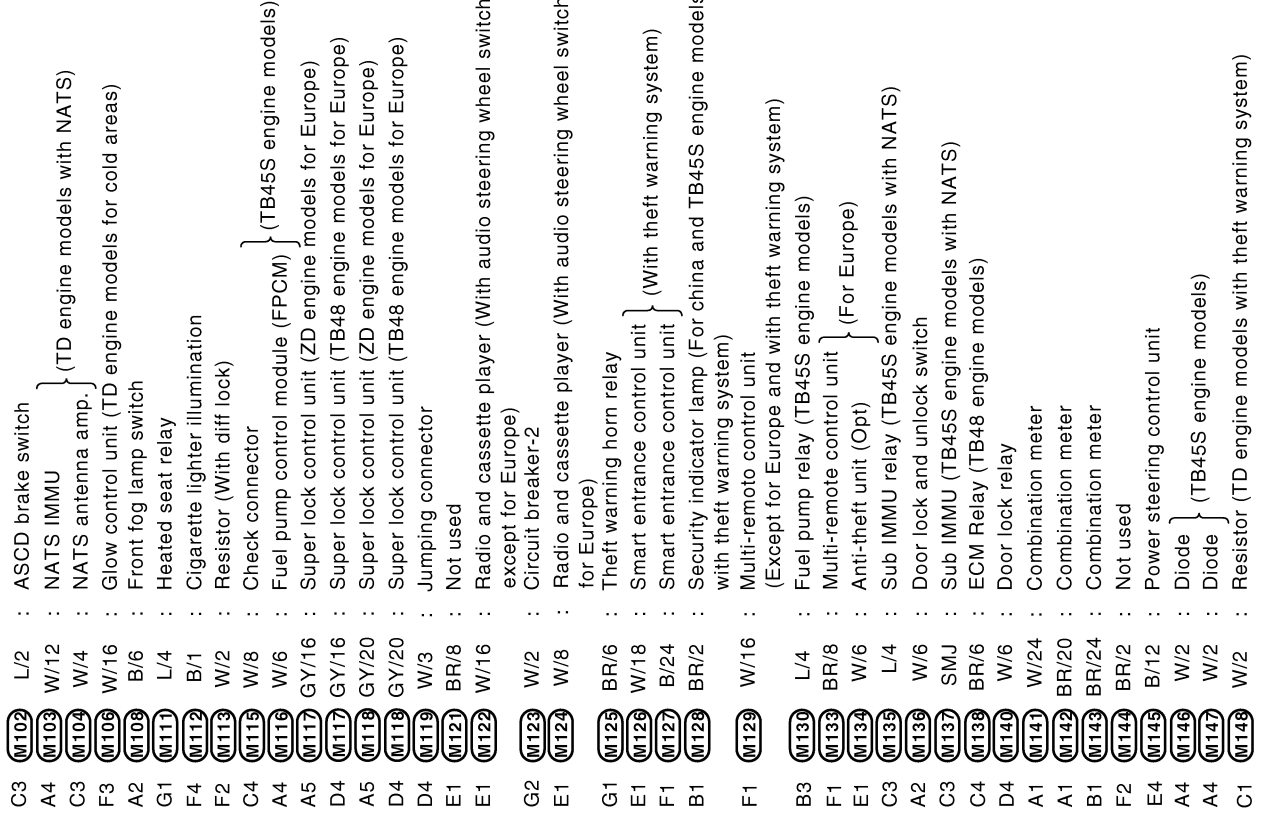 C3 M102 L/2 : ASCD brake switch
A4 M103 W/12 : NATS IMMU
C3 M104 W/4 : NATS antenna amp.
(TD engine models with NATS)
F3 M106 W/16 : Glow control unit (TD engine models for cold areas)
A2 M108 B/6 : Front fog lamp switch
G1 M111 L/4 : Heated seat relay
F4 M112 B/1 : Cigarette lighter illumination
F2 M113 W/2 : Resistor (With diff lock)
C4 M115 W/8 : Check connector
A4 M116 W/6 : Fuel pump control module (FPCM)
(TB45S engine models)
A5 M117 GY/16 : Super lock control unit (ZD engine models for Europe)
D4 M117 GY/16 : Super lock control unit (TB48 engine models for Europe)
A5 M118 GY/20 : Super lock control unit (ZD engine models for Europe)
D4 M118 GY/20 : Super lock control unit (TB48 engine models for Europe)
D4 M119 W/3 : Jumping connector
E1 M121 BR/8 : Not used
E1 M122 W/16 : Radio and cassette player (With audio steering wheel switch
except for Europe)
G2 M123 W/2 : Circuit breaker-2
E1 M124 W/8 : Radio and cassette player (With audio steering wheel switch
for Europe)
G1 M125 BR/6 : Theft warning horn relay
E1 M126 W/18 : Smart entrance control unit
F1 M127 B/24 : Smart entrance control unit
(With theft warning system)
B1 M128 BR/2 : Security indicator lamp (For china and TB45S engine models
with theft warning system)
F1 M129 W/16 : Multi-remoto control unit
(Except for Europe and with theft warning system)
B3 M130 L/4 : Fuel pump relay (TB45S engine models)
F1 M133 BR/8 : Multi-remote control unit
E1 M134 W/6 : Anti-theft unit (Opt)
(For Europe)
C3 M135 L/4 : Sub IMMU relay (TB45S engine models with NATS)
A2 M136 W/6 : Door lock and unlock switch
C3 M137 SMJ : Sub IMMU (TB45S engine models with NATS)
C4 M138 BR/6 : ECM Relay (TB48 engine models)
D4 M140 W/6 : Door lock relay
A1 M141 W/24 : Combination meter
A1 M142 BR/20 : Combination meter
B1 M143 BR/24 : Combination meter
F2 M144 BR/2 : Not used
E4 M145 B/12 : Power steering control unit
A4 M146 W/2 : Diode
A4 M147 W/2 : Diode
(TB45S engine models)
C1 M148 W/2 : Resistor (TD engine models with theft warning system)